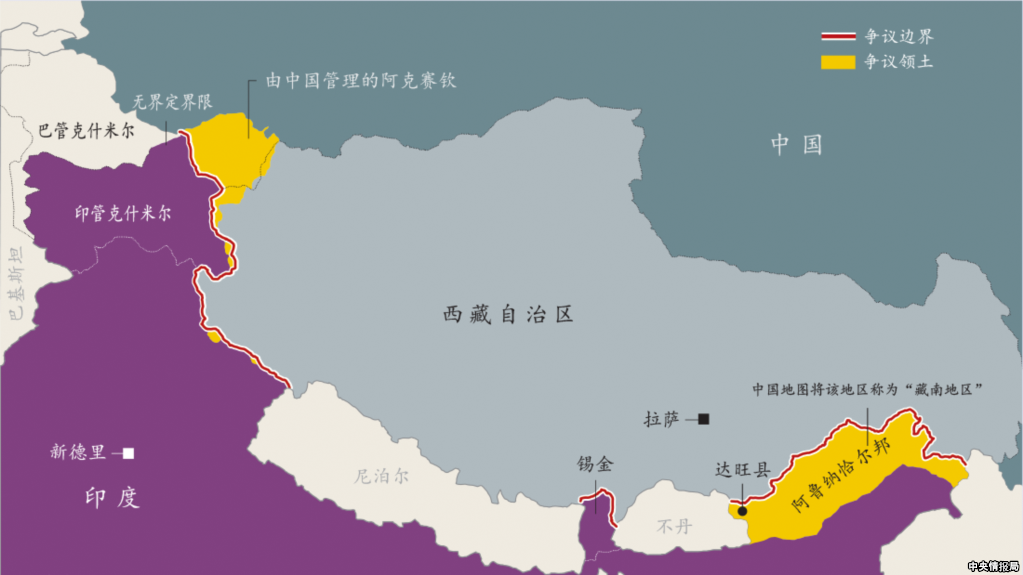 争议边界
争议领土
由中国管理的阿克赛钦
无界定界限
巴管克什米尔
中国
印管克什米尔
巴基斯坦
西藏自治区
中国地图将该地区称为“藏南地区”
拉萨
新德里
锡金
达旺县
阿鲁纳恰尔邦
尼泊尔
印度
不丹
中央情报局